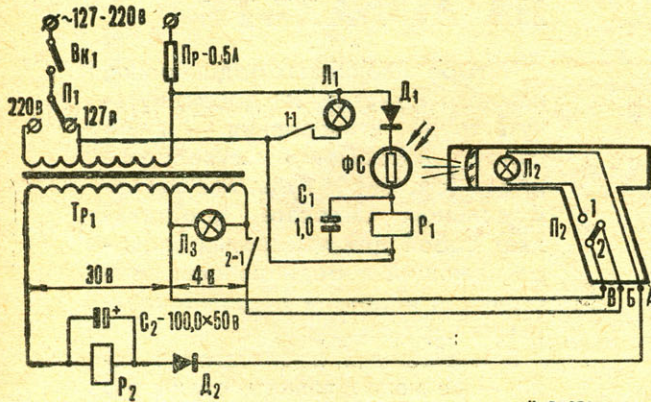 ~127-220в
Вк₁
Пр-0.5А
Л₁
Д₁
П₁
220в
127в
1-1
ФС
Л₂
Тр₁
С₁
1,0
Р₁
П₂
1
2
Л₃
2-1
30в
4в
В
Б
А
С₂-100,0×50в
Р₂
Д₂